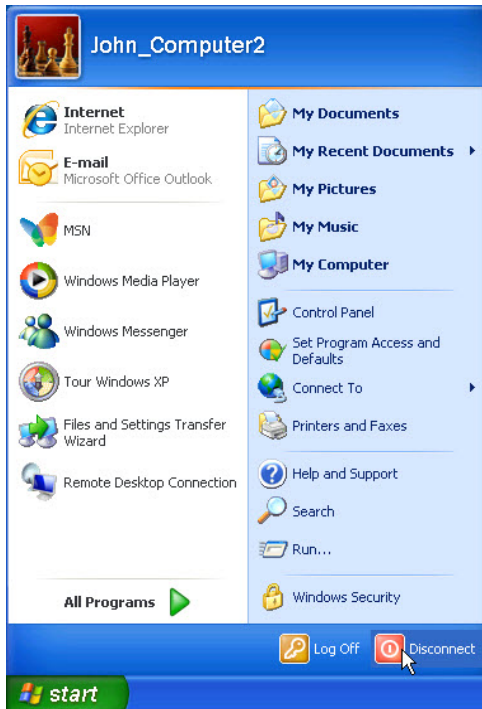 John_Computer2
Internet
Internet Explorer
E-mail
Microsoft Office Outlook
MSN
Windows Media Player
Windows Messenger
Tour Windows XP
Files and Settings Transfer
Wizard
Remote Desktop Connection
All Programs
My Documents
My Recent Documents
My Pictures
My Music
My Computer
Control Panel
Set Program Access and
Defaults
Connect To
Printers and Faxes
Help and Support
Search
Run...
Windows Security
Log Off
Disconnect
start